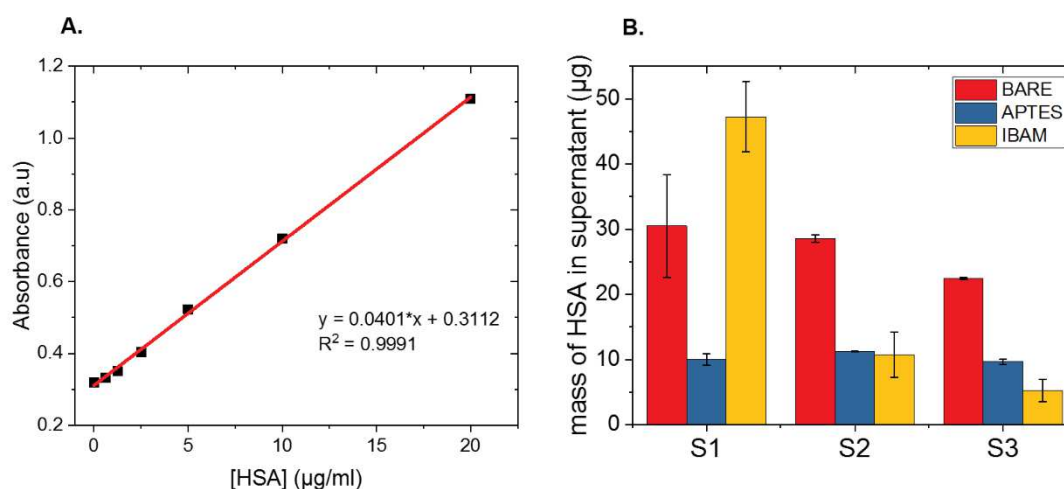 A.
Absorbance (a.u)
1.2
1.0
0.8
0.6
0.4
0.2
y = 0.0401*x + 0.3112
R² = 0.9991
0 5 10 15 20
[HSA] (µg/ml)
B.
mass of HSA in supernatant (µg)
50
40
30
20
10
0
BARE
APTES
IBAM
S1 S2 S3